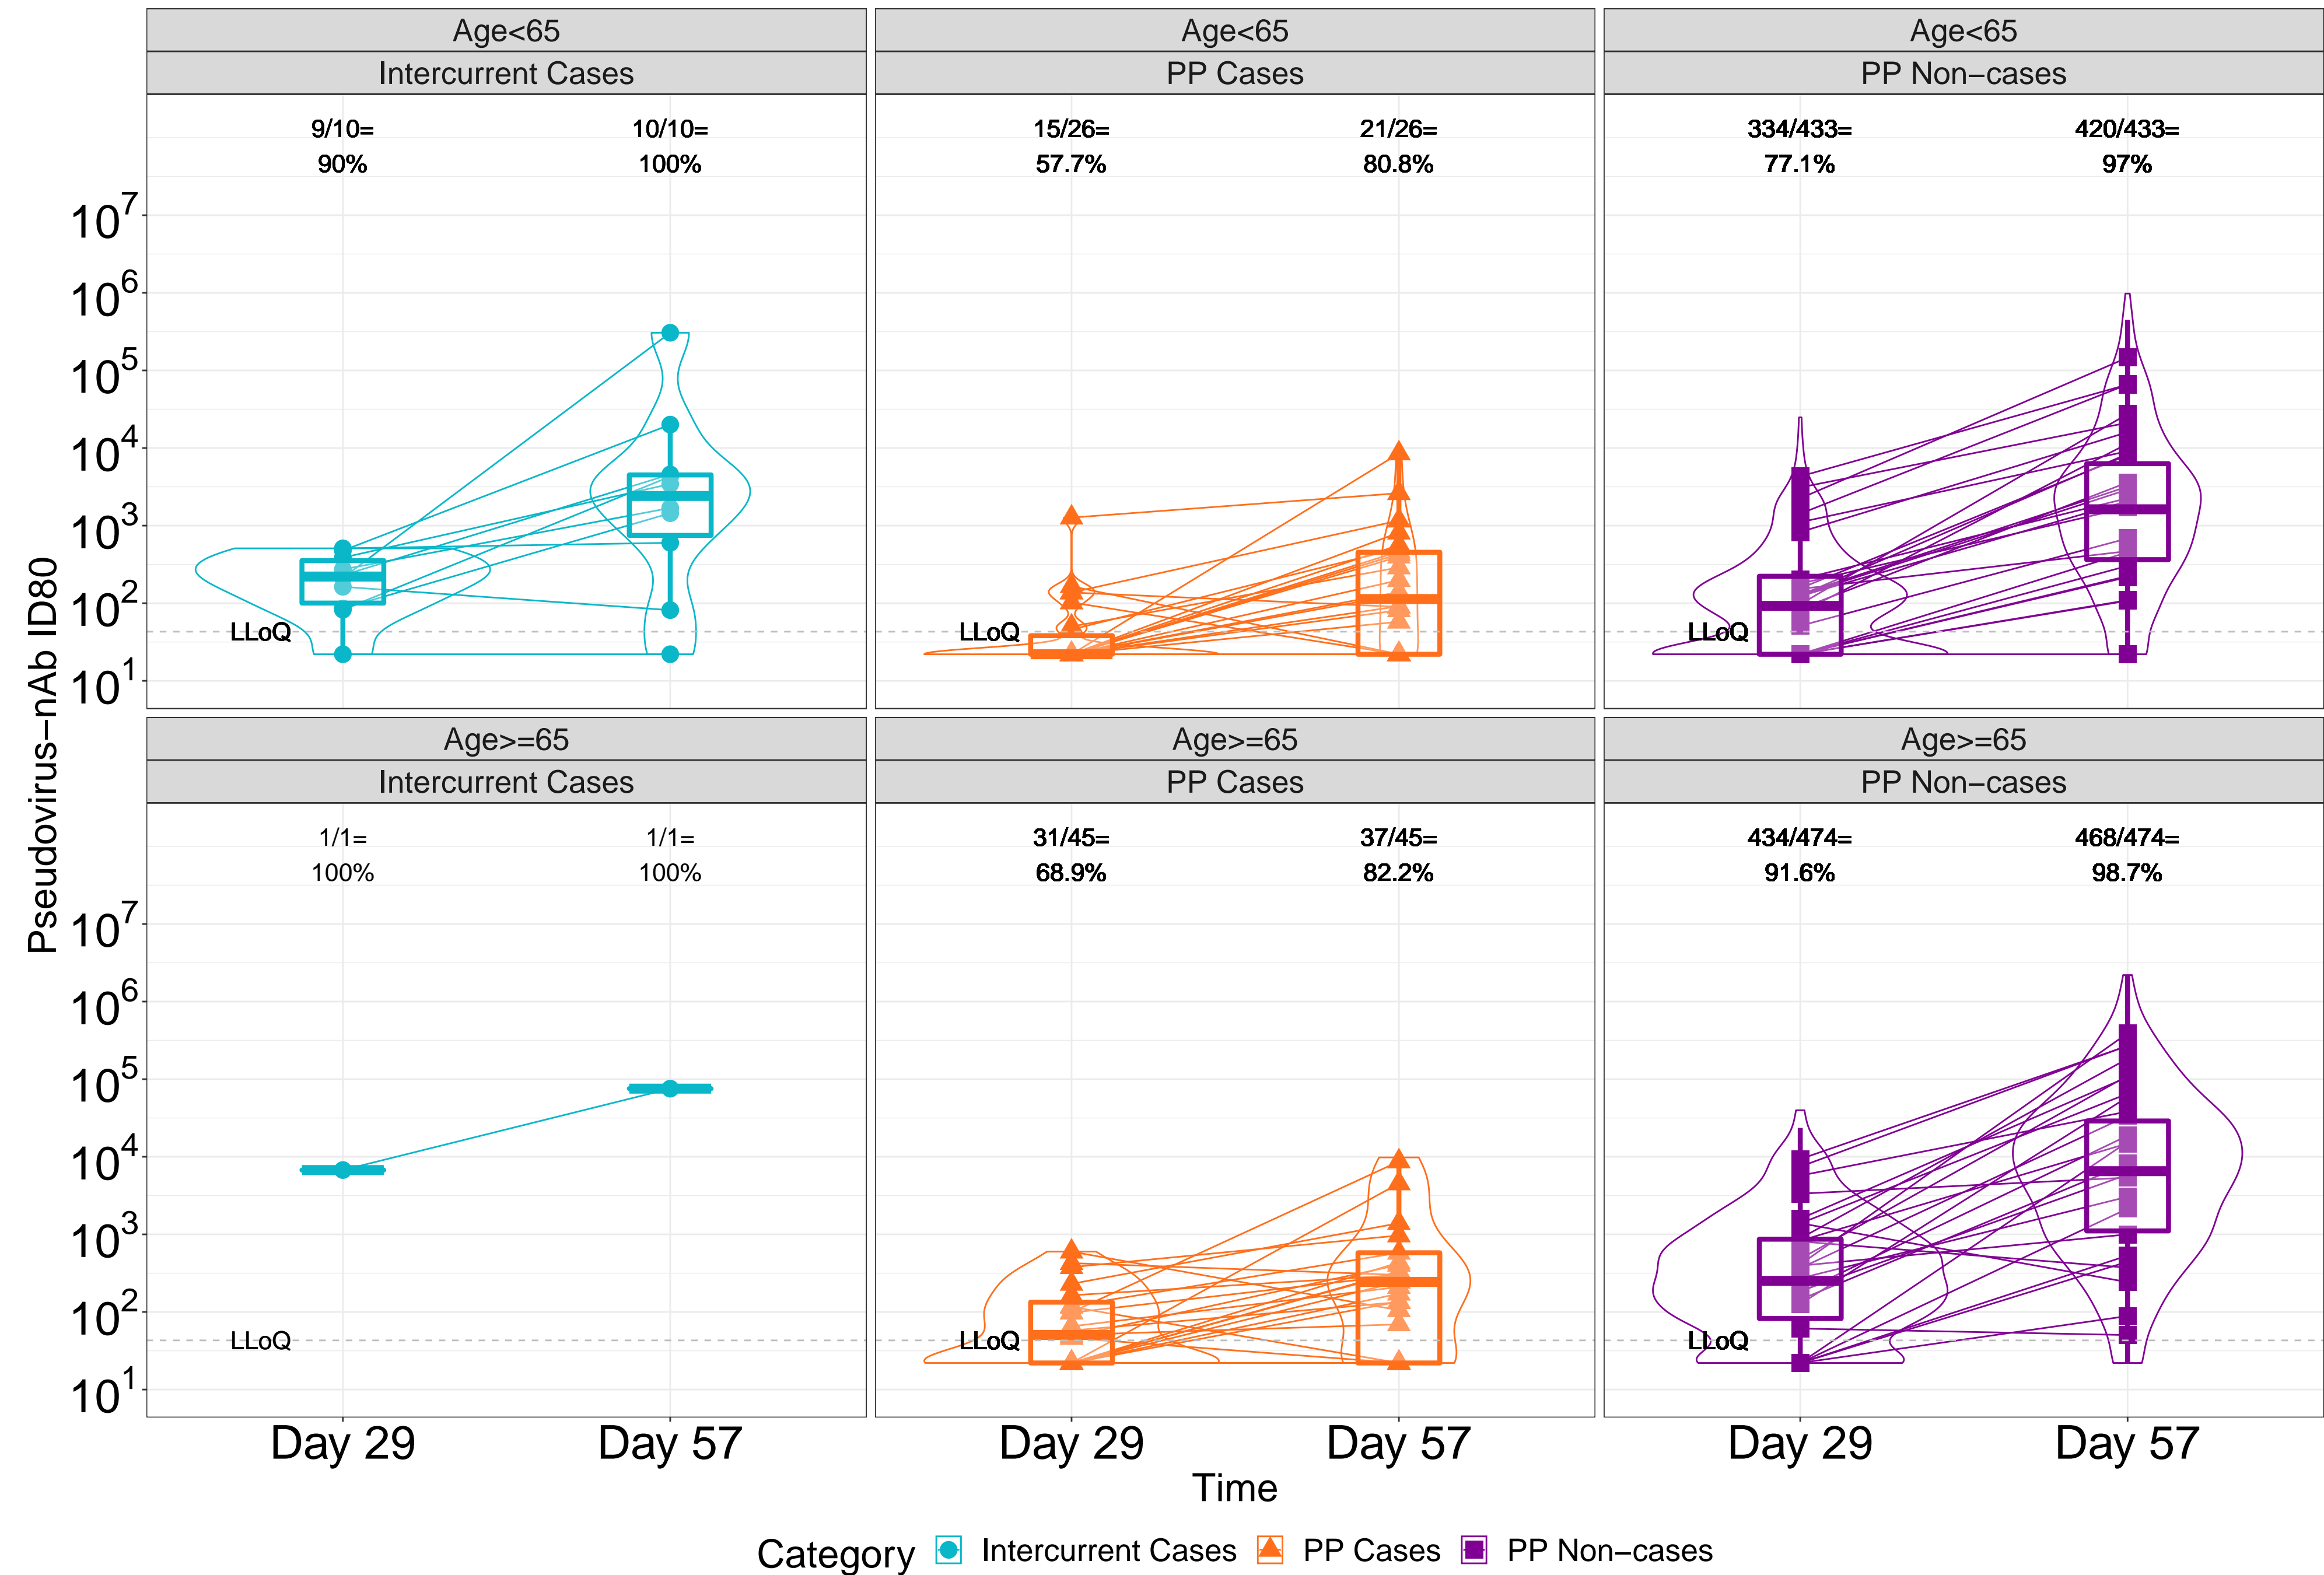 Age<65
Intercurrent Cases
9/10=
90%
10/10=
100%
Age<65
PP Cases
15/26=
57.7%
21/26=
80.8%
Age<65
PP Non−cases
334/433=
77.1%
420/433=
97%
Pseudovirus−nAb ID80
10^7
10^6
10^5
10^4
10^3
10^2
10^1
LLoQ
LLoQ
LLoQ
Age>=65
Intercurrent Cases
1/1=
100%
1/1=
100%
Age>=65
PP Cases
31/45=
68.9%
37/45=
82.2%
Age>=65
PP Non−cases
434/474=
91.6%
468/474=
98.7%
10^7
10^6
10^5
10^4
10^3
10^2
10^1
LLoQ
LLoQ
LLoQ
Day 29
Day 57
Day 29
Day 57
Day 29
Day 57
Time
Category
Intercurrent Cases
PP Cases
PP Non−cases